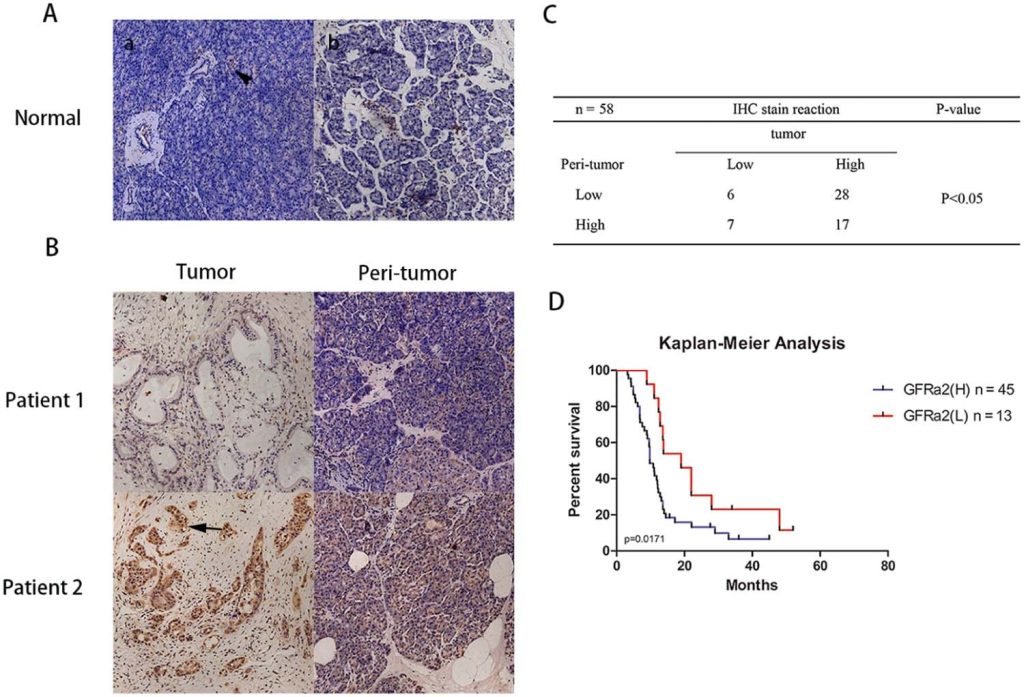 A
a
b
Normal
B
Tumor
Peri-tumor
Patient 1
Patient 2
C
n = 58 IHC stain reaction P-value
tumor
Peri-tumor Low High
Low 6 28 P<0.05
High 7 17
D
Kaplan-Meier Analysis
GFRa2(H) n = 45
GFRa2(L) n = 13
Percent survival
100
80
60
40
20
0
p=0.0171
0 20 40 60 80
Months